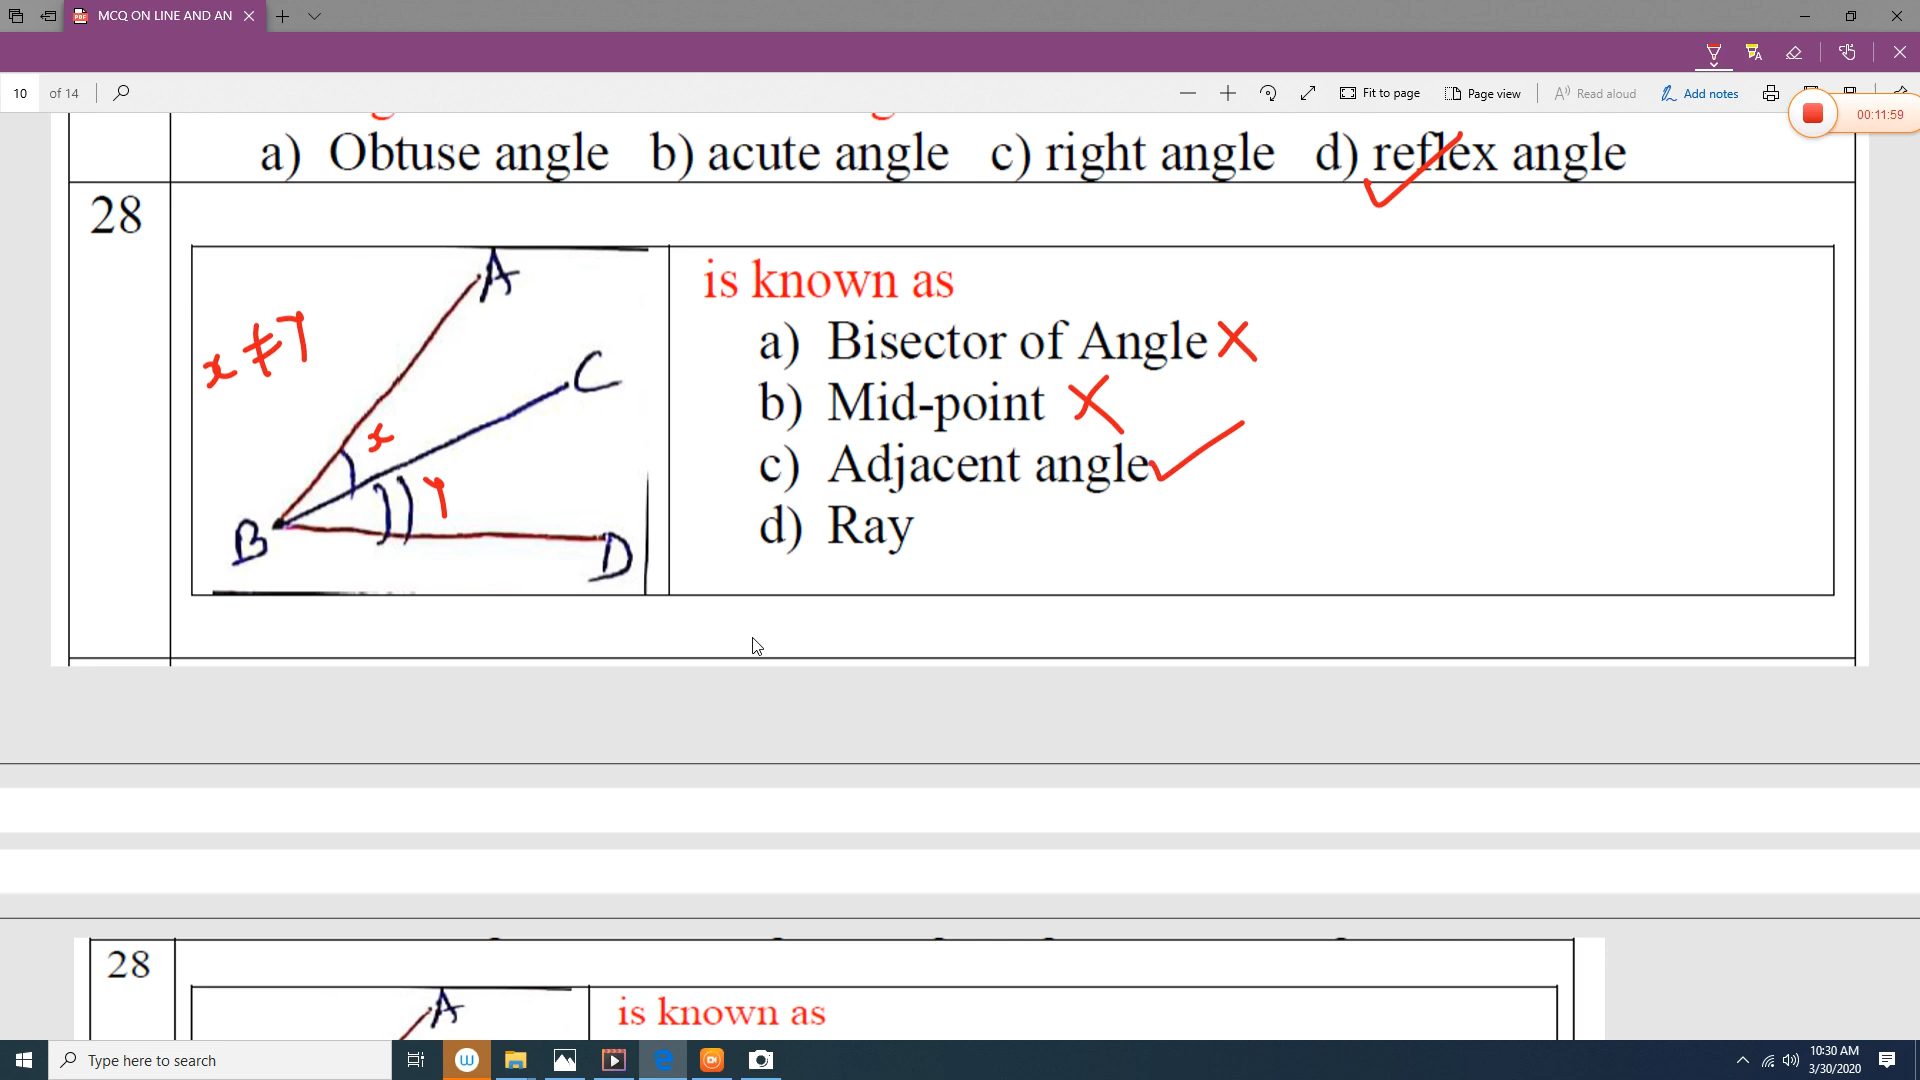 MCQ ON LINE AND AN
10 of 14
Fit to page
Page view
Read aloud
Add notes
00:11:59
a) Obtuse angle b) acute angle c) right angle d) reflex angle
28
A
C
B
D
x ≠ y
x
y
is known as
a) Bisector of Angle
b) Mid-point
c) Adjacent angle
d) Ray
28
A
is known as
Type here to search
10:30 AM
3/30/2020